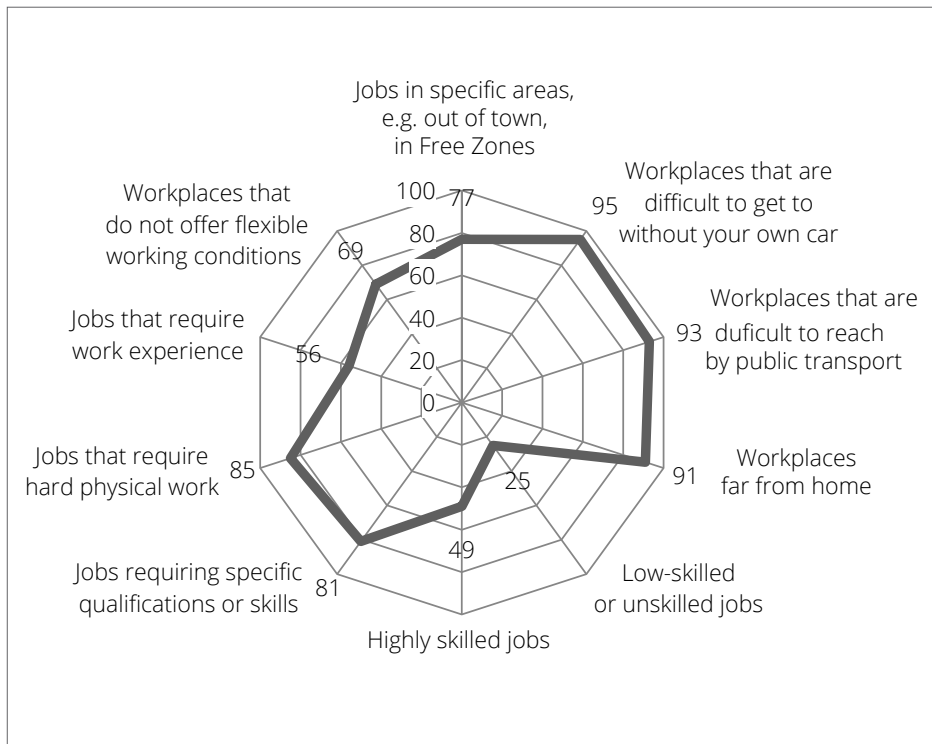 Jobs in specific areas,
e.g. out of town,
in Free Zones
77
Workplaces that are
difficult to get to
without your own car
95
Workplaces that are
duficult to reach
by public transport
93
Workplaces
far from home
91
Low-skilled
or unskilled jobs
25
Highly skilled jobs
49
Jobs requiring specific
qualifications or skills
81
Jobs that require
hard physical work
85
Jobs that require
work experience
56
Workplaces that
do not offer flexible
working conditions
69
100
80
60
40
20
0